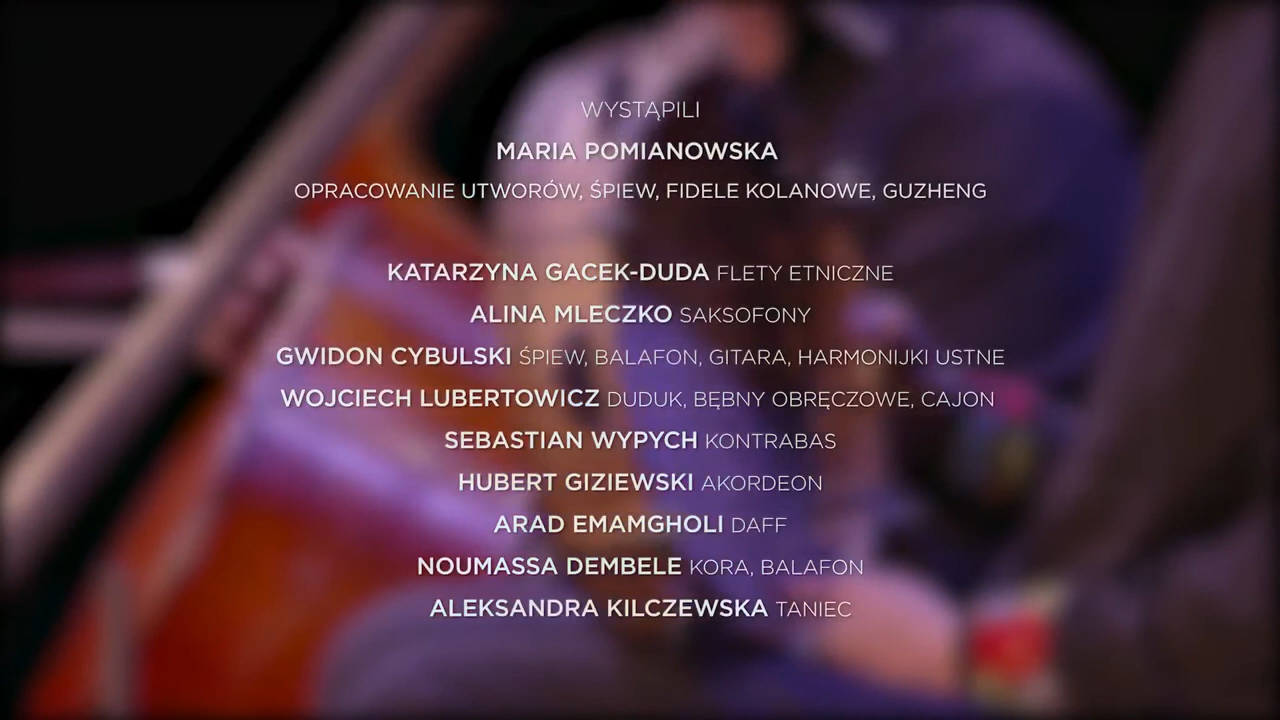 WYSTĄPILI
MARIA POMIANOWSKA
OPRACOWANIE UTWORÓW, ŚPIEW, FIDELE KOLANOWE, GUZHENG
KATARZYNA GACEK-DUDA FLETY ETNICZNE
ALINA MLECZKO SAKSOFONY
GWIDON CYBULSKI ŚPIEW, BALAFON, GITARA, HARMONIJKI USTNE
WOJCIECH LUBERTOWICZ DUDUK, BĘBNY OBRĘCZOWE, CAJON
SEBASTIAN WYPYCH KONTRABAS
HUBERT GIZIEWSKI AKORDEON
ARAD EMAMGHOLI DAFF
NOUMASSA DEMBELE KORA, BALAFON
ALEKSANDRA KILCZEWSKA TANIEC